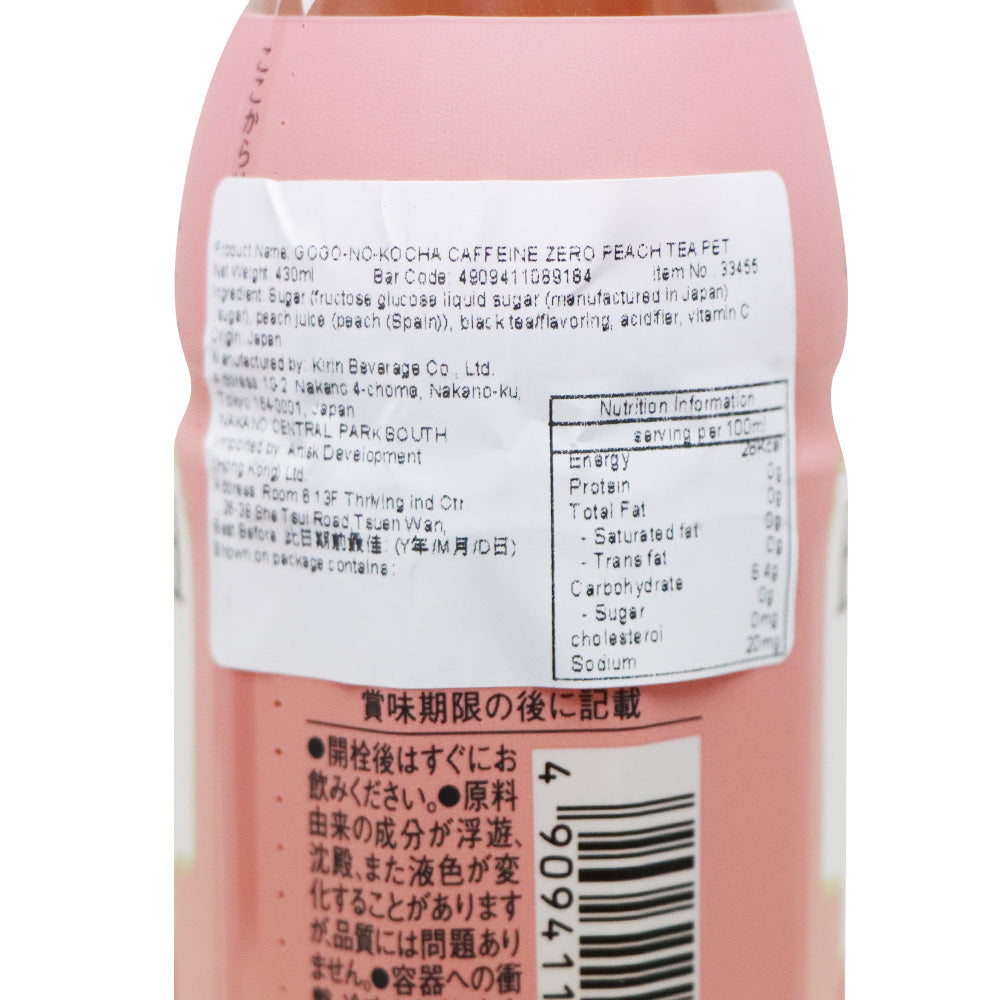 ここから
Product Name: GOGO-NO-KOCHA CAFFEINE ZERO PEACH TEA PET
Net Weight: 430ml Bar Code: 4909411089184 Item No.: 33455
Ingredient: Sugar (fructose glucose liquid sugar (manufactured in Japan)
sugar), peach juice (peach (Spain)), black tea/flavoring, acidifier, vitamin C
Origin: Japan
Manufactured by: Kirin Beverage Co., Ltd.
Address 10-2 Nakano 4-chome, Nakano-ku,
Tokyo 164-0001, Japan
NAKANO CENTRAL PARK SOUTH
Imported by Development
(Hong Kong) Ltd.
Address Room 6 13F Thriving Ind Ctr
26-38 Sha Tsui Road,Tsuen Wan,
Best Before 此日期前最佳: (Y年/M月/D日)
Shown on package contains:
Nutrition Information
serving per 100ml
Energy 26Kcal
Protein 0g
Total Fat 0g
- Saturated fat 0g
- Trans fat 0g
Carbohydrate 6.4g
- Sugar 0g
cholesterol 0mg
Sodium 20mg
賞味期限の後に記載
●開栓後はすぐにお
飲みください。●原料
由来の成分が浮遊、
沈殿、また液色が変
化することがあります
が、品質には問題あり
ません。●容器への衝
4 909411